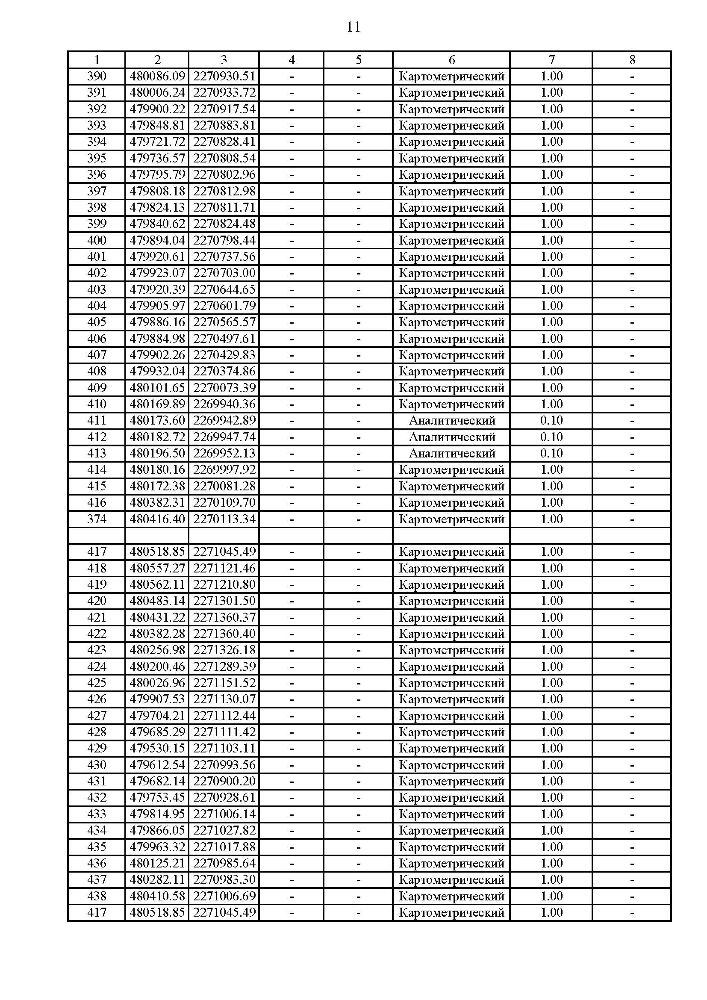 11
1 2 3 4 5 6 7 8
390 480086.09 2270930.51 - - Картометрический 1.00 -
391 480006.24 2270933.72 - - Картометрический 1.00 -
392 479900.22 2270917.54 - - Картометрический 1.00 -
393 479848.81 2270883.81 - - Картометрический 1.00 -
394 479721.72 2270828.41 - - Картометрический 1.00 -
395 479736.57 2270808.54 - - Картометрический 1.00 -
396 479795.79 2270802.96 - - Картометрический 1.00 -
397 479808.18 2270812.98 - - Картометрический 1.00 -
398 479824.13 2270811.71 - - Картометрический 1.00 -
399 479840.62 2270824.48 - - Картометрический 1.00 -
400 479894.04 2270798.44 - - Картометрический 1.00 -
401 479920.61 2270737.56 - - Картометрический 1.00 -
402 479923.07 2270703.00 - - Картометрический 1.00 -
403 479920.39 2270644.65 - - Картометрический 1.00 -
404 479905.97 2270601.79 - - Картометрический 1.00 -
405 479886.16 2270565.57 - - Картометрический 1.00 -
406 479884.98 2270497.61 - - Картометрический 1.00 -
407 479902.26 2270429.83 - - Картометрический 1.00 -
408 479932.04 2270374.86 - - Картометрический 1.00 -
409 480101.65 2270073.39 - - Картометрический 1.00 -
410 480169.89 2269940.36 - - Картометрический 1.00 -
411 480173.60 2269942.89 - - Аналитический 0.10 -
412 480182.72 2269947.74 - - Аналитический 0.10 -
413 480196.50 2269952.13 - - Аналитический 0.10 -
414 480180.16 2269997.92 - - Картометрический 1.00 -
415 480172.38 2270081.28 - - Картометрический 1.00 -
416 480382.31 2270109.70 - - Картометрический 1.00 -
374 480416.40 2270113.34 - - Картометрический 1.00 -
417 480518.85 2271045.49 - - Картометрический 1.00 -
418 480557.27 2271121.46 - - Картометрический 1.00 -
419 480562.11 2271210.80 - - Картометрический 1.00 -
420 480483.14 2271301.50 - - Картометрический 1.00 -
421 480431.22 2271360.37 - - Картометрический 1.00 -
422 480382.28 2271360.40 - - Картометрический 1.00 -
423 480256.98 2271326.18 - - Картометрический 1.00 -
424 480200.46 2271289.39 - - Картометрический 1.00 -
425 480026.96 2271151.52 - - Картометрический 1.00 -
426 479907.53 2271130.07 - - Картометрический 1.00 -
427 479704.21 2271112.44 - - Картометрический 1.00 -
428 479685.29 2271111.42 - - Картометрический 1.00 -
429 479530.15 2271103.11 - - Картометрический 1.00 -
430 479612.54 2270993.56 - - Картометрический 1.00 -
431 479682.14 2270900.20 - - Картометрический 1.00 -
432 479753.45 2270928.61 - - Картометрический 1.00 -
433 479814.95 2271006.14 - - Картометрический 1.00 -
434 479866.05 2271027.82 - - Картометрический 1.00 -
435 479963.32 2271017.88 - - Картометрический 1.00 -
436 480125.21 2270985.64 - - Картометрический 1.00 -
437 480282.11 2270983.30 - - Картометрический 1.00 -
438 480410.58 2271006.69 - - Картометрический 1.00 -
417 480518.85 2271045.49 - - Картометрический 1.00 -